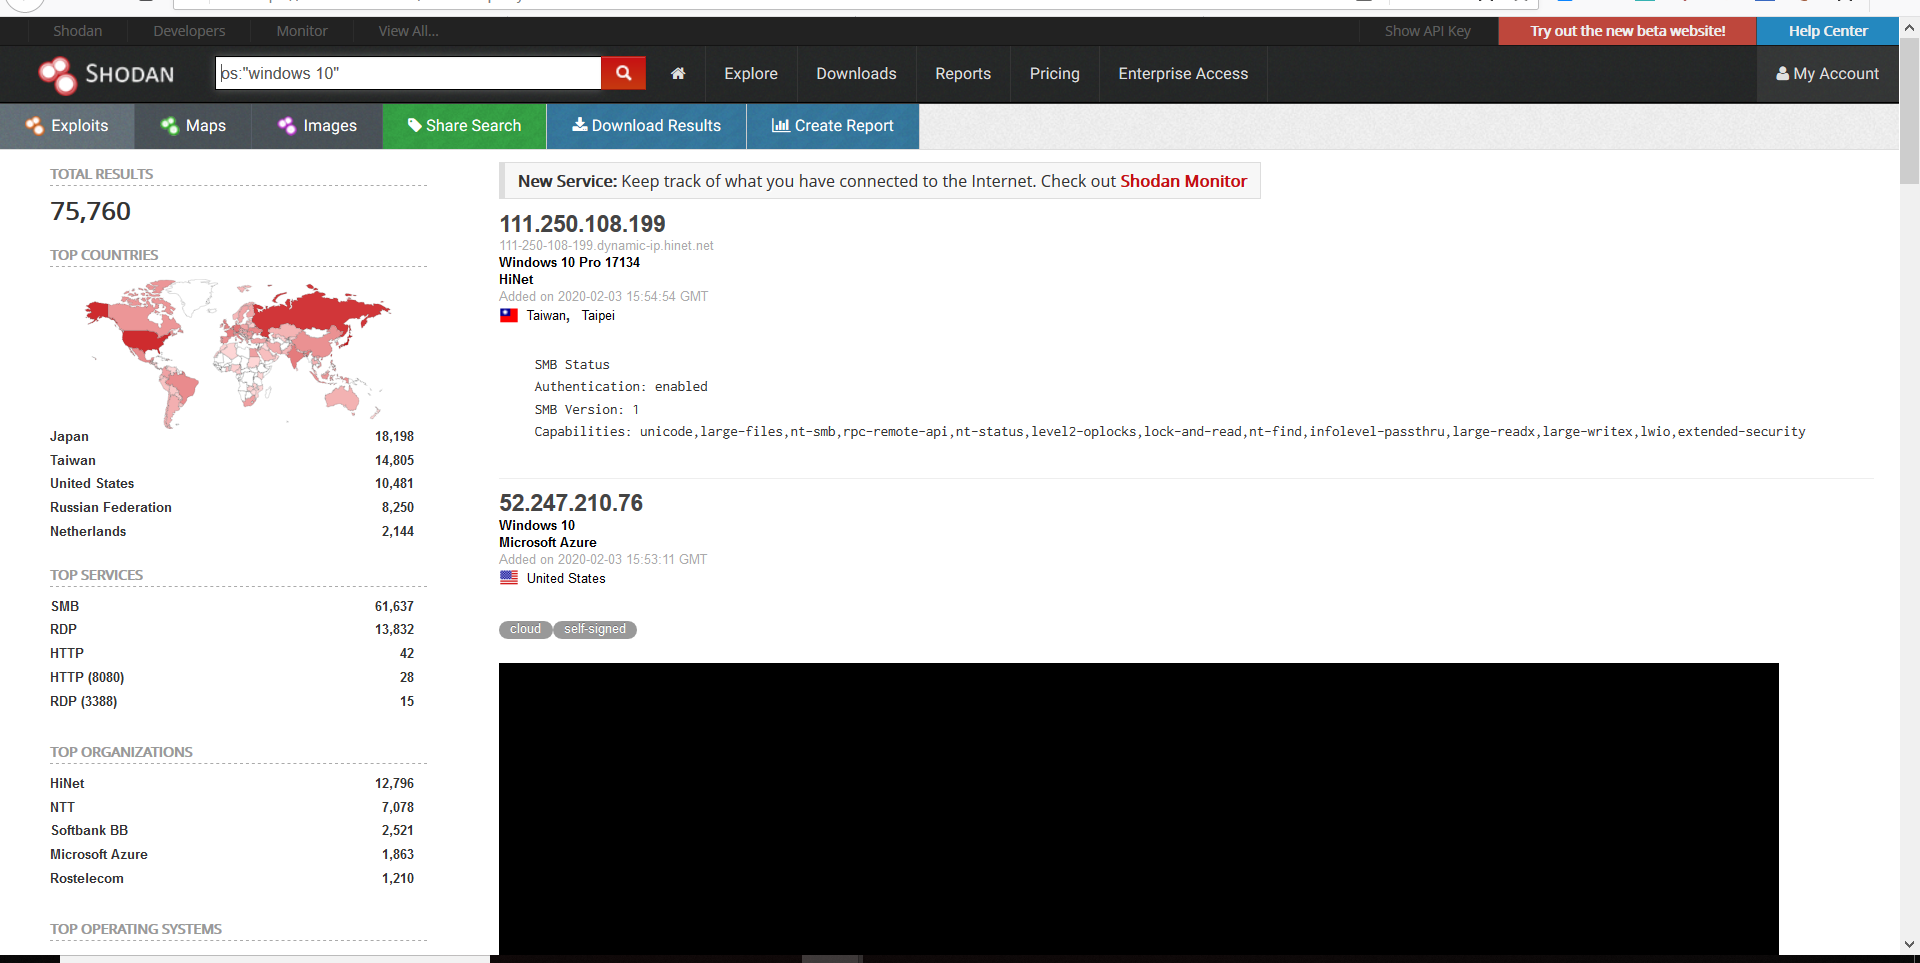 Shodan Developers Monitor View All... Show API Key Try out the new beta website! Help Center
SHODAN os:"windows 10" Explore Downloads Reports Pricing Enterprise Access My Account
Exploits Maps Images Share Search Download Results Create Report
TOTAL RESULTS
75,760
TOP COUNTRIES
Japan 18,198
Taiwan 14,805
United States 10,481
Russian Federation 8,250
Netherlands 2,144
TOP SERVICES
SMB 61,637
RDP 13,832
HTTP 42
HTTP (8080) 28
RDP (3388) 15
TOP ORGANIZATIONS
HiNet 12,796
NTT 7,078
Softbank BB 2,521
Microsoft Azure 1,863
Rostelecom 1,210
TOP OPERATING SYSTEMS
New Service: Keep track of what you have connected to the Internet. Check out Shodan Monitor
111.250.108.199
111-250-108-199.dynamic-ip.hinet.net
Windows 10 Pro 17134
HiNet
Added on 2020-02-03 15:54:54 GMT
Taiwan, Taipei
SMB Status
Authentication: enabled
SMB Version: 1
Capabilities: unicode,large-files,nt-smb,rpc-remote-api,nt-status,level2-oplocks,lock-and-read,nt-find,infolevel-passthru,large-readx,large-writex,lwio,extended-security
52.247.210.76
Windows 10
Microsoft Azure
Added on 2020-02-03 15:53:11 GMT
United States
cloud self-signed